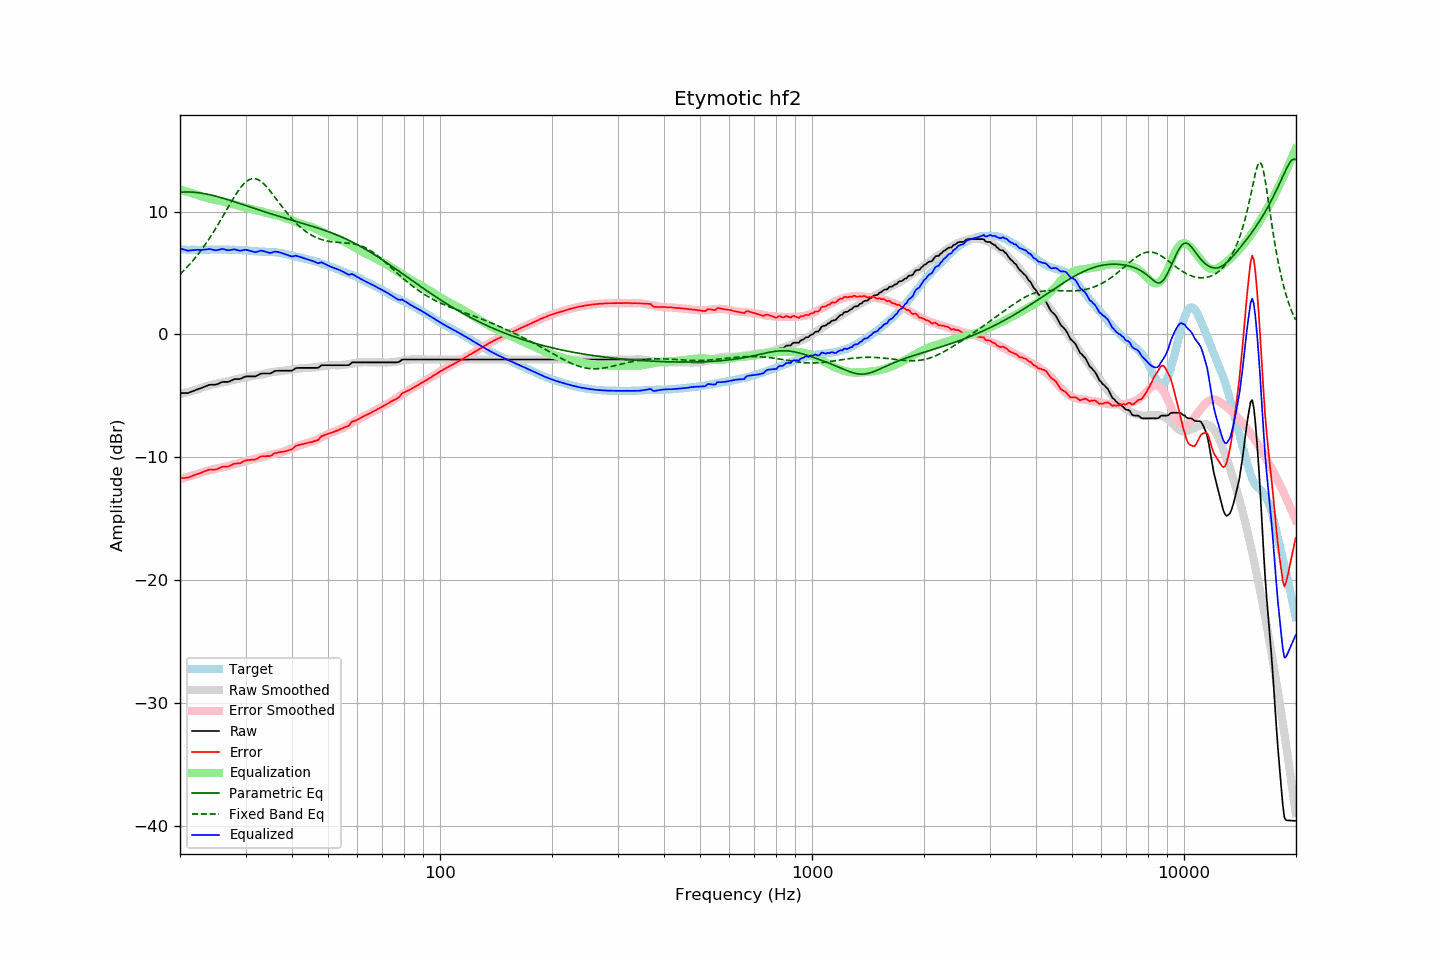 Etymotic hf2
Amplitude (dBr)
10
0
−10
−20
−30
−40
Target
Raw Smoothed
Error Smoothed
Raw
Error
Equalization
Parametric Eq
Fixed Band Eq
Equalized
100
1000
10000
Frequency (Hz)